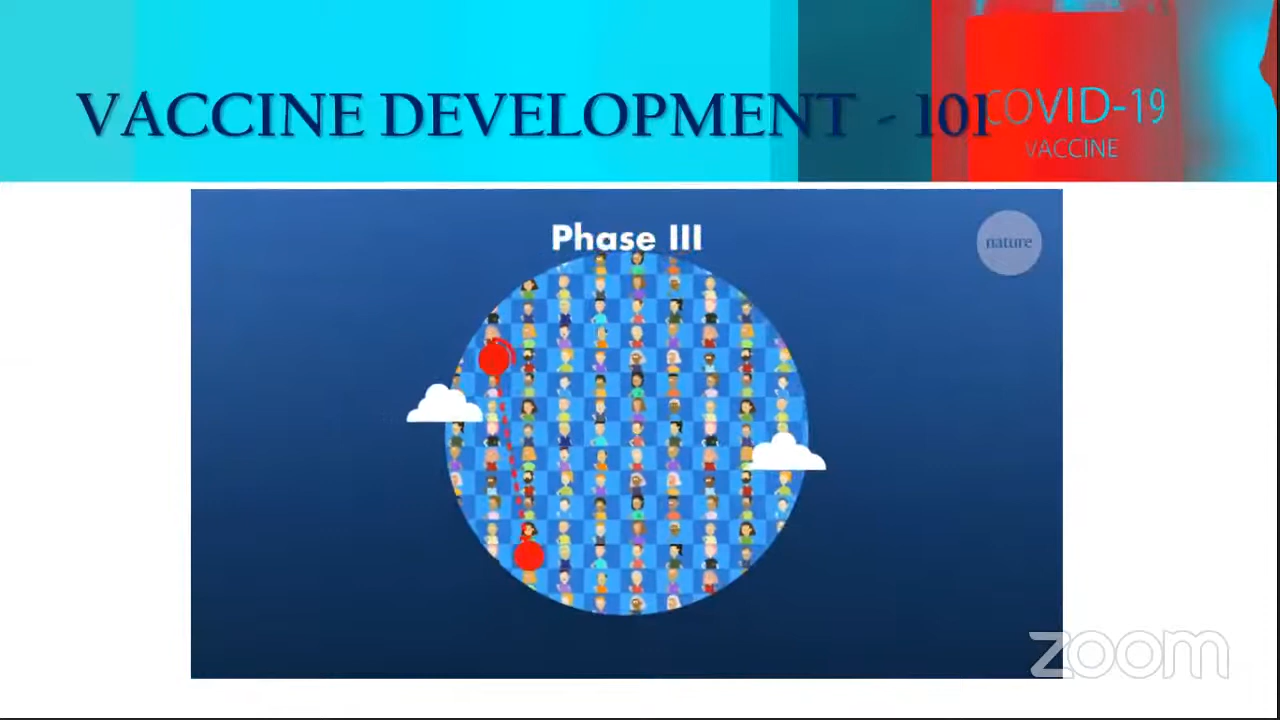 VACCINE DEVELOPMENT - 101
COVID-19
VACCINE
Phase III
nature
zoom